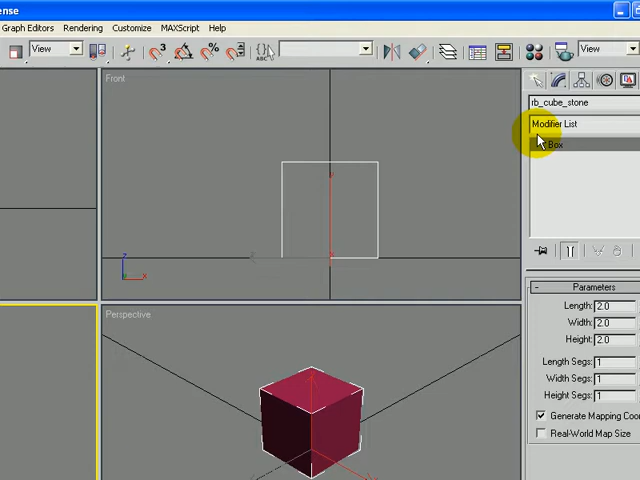 ense
Graph Editors Rendering Customize MAXScript Help
View 3 % {} ABC View
Front
rb_cube_stone
Modifier List
Box
y
z
x
x
Parameters
Perspective
Length: 2.0
Width: 2.0
Height: 2.0
Length Segs: 1
Width Segs: 1
Height Segs: 1
Generate Mapping Coor
Real-World Map Size